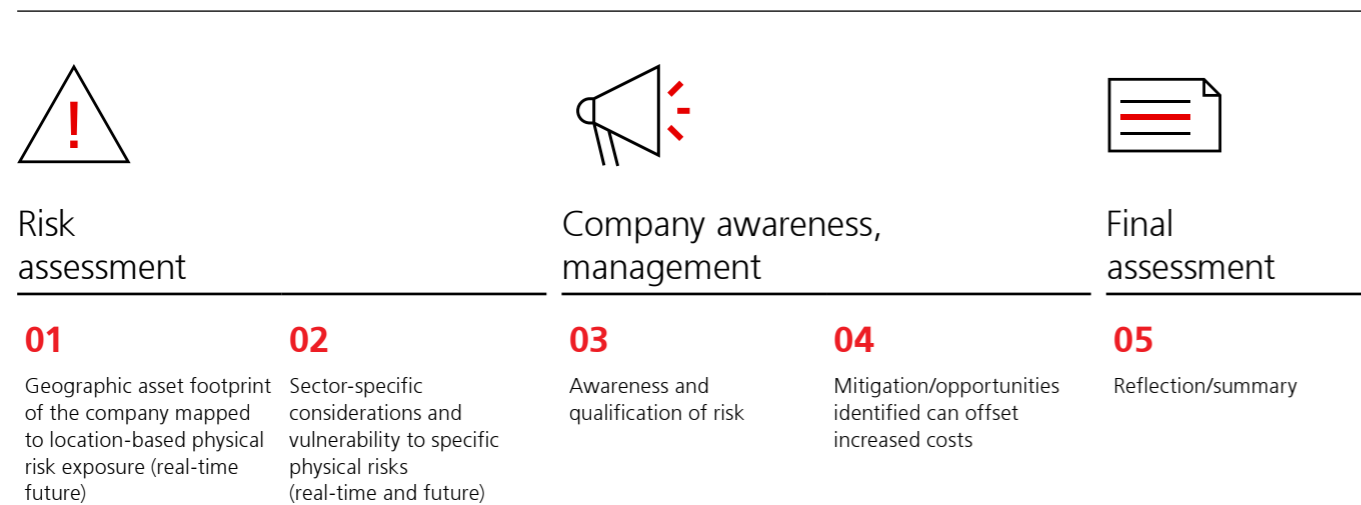 !
Risk
assessment
Company awareness,
management
Final
assessment
01
Geographic asset footprint
of the company mapped
to location-based physical
risk exposure (real-time
future)
02
Sector-specific
considerations and
vulnerability to specific
physical risks
(real-time and future)
03
Awareness and
qualification of risk
04
Mitigation/opportunities
identified can offset
increased costs
05
Reflection/summary